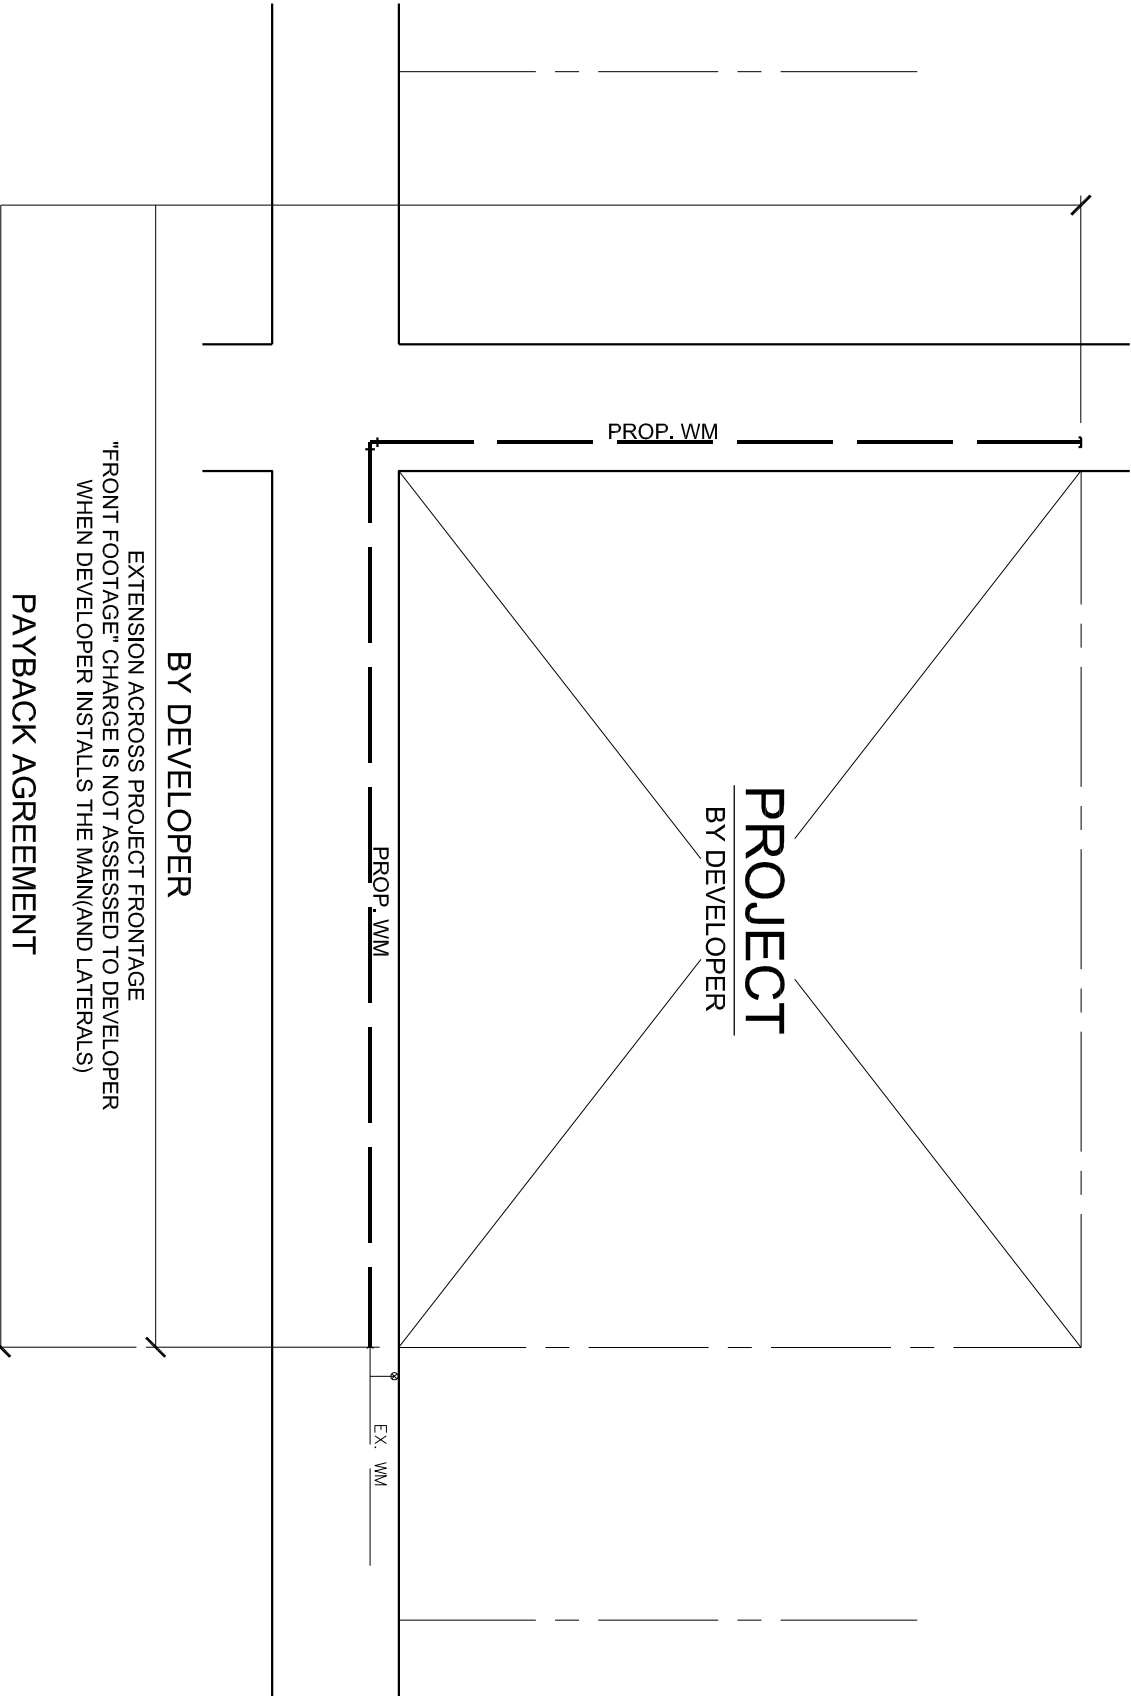 PROP. WM
PROJECT
BY DEVELOPER
PROP. WM
EX. WM
BY DEVELOPER
EXTENSION ACROSS PROJECT FRONTAGE
"FRONT FOOTAGE" CHARGE IS NOT ASSESSED TO DEVELOPER
WHEN DEVELOPER INSTALLS THE MAIN(AND LATERALS)
PAYBACK AGREEMENT